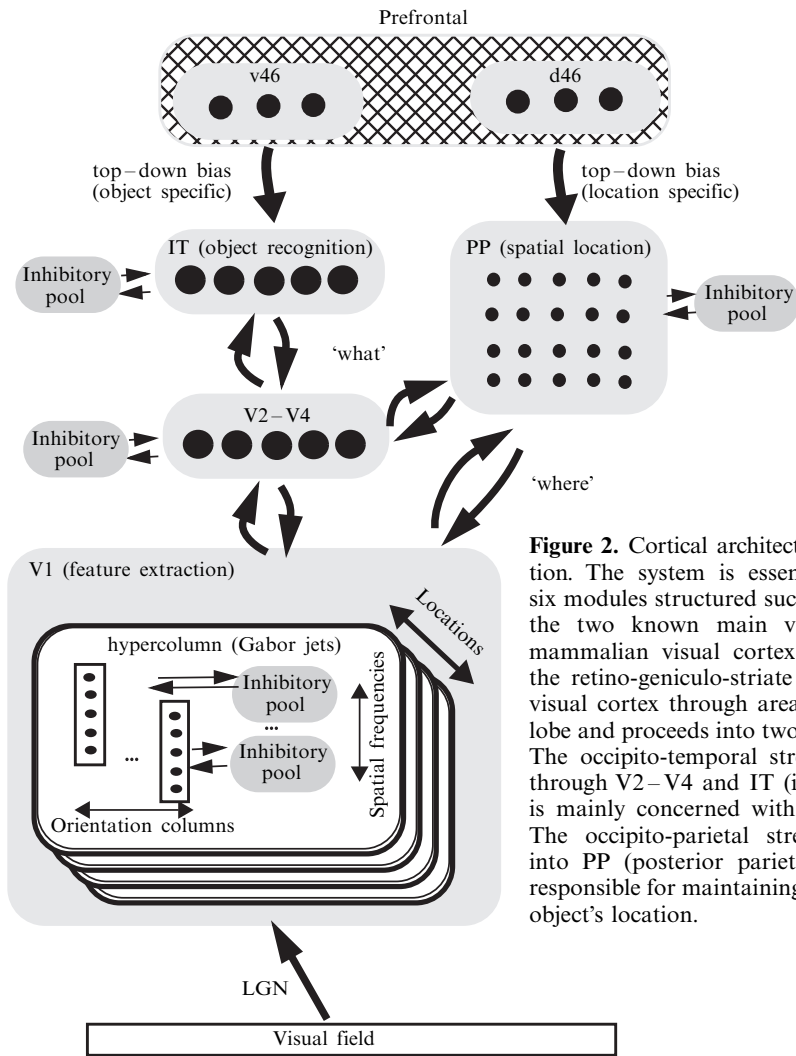 Prefrontal
v46
d46
top–down bias
(object specific)
top–down bias
(location specific)
IT (object recognition)
PP (spatial location)
Inhibitory
pool
Inhibitory
pool
'what'
V2–V4
Inhibitory
pool
'where'
V1 (feature extraction)
Locations
hypercolumn (Gabor jets)
Inhibitory
pool
...
...
Inhibitory
pool
Spatial frequencies
Orientation columns
LGN
Visual field
Figure 2. Cortical architect
tion. The system is essen
six modules structured suc
the two known main v
mammalian visual cortex
the retino-geniculo-striate
visual cortex through area
lobe and proceeds into two
The occipito-temporal stre
through V2–V4 and IT (i
is mainly concerned with
The occipito-parietal stre
into PP (posterior pariet
responsible for maintaining
object's location.